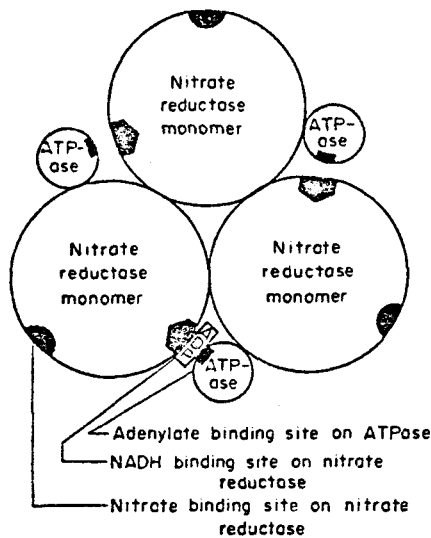 Nitrate
reductase
monomer
ATP-
ase
ATP-
ase
Nitrate
reductase
monomer
Nitrate
reductase
monomer
ATP-
ase
Adenylate binding site on ATPase
NADH binding site on nitrate
reductase
Nitrate binding site on nitrate
reductase